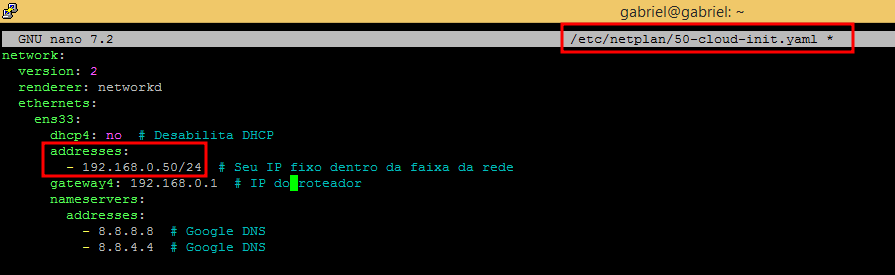 gabriel@gabriel: ~
GNU nano 7.2 /etc/netplan/50-cloud-init.yaml *
network:
version: 2
renderer: networkd
ethernets:
ens33:
dhcp4: no # Desabilita DHCP
addresses:
- 192.168.0.50/24 # Seu IP fixo dentro da faixa da rede
gateway4: 192.168.0.1 # IP do roteador
nameservers:
addresses:
- 8.8.8.8 # Google DNS
- 8.8.4.4 # Google DNS